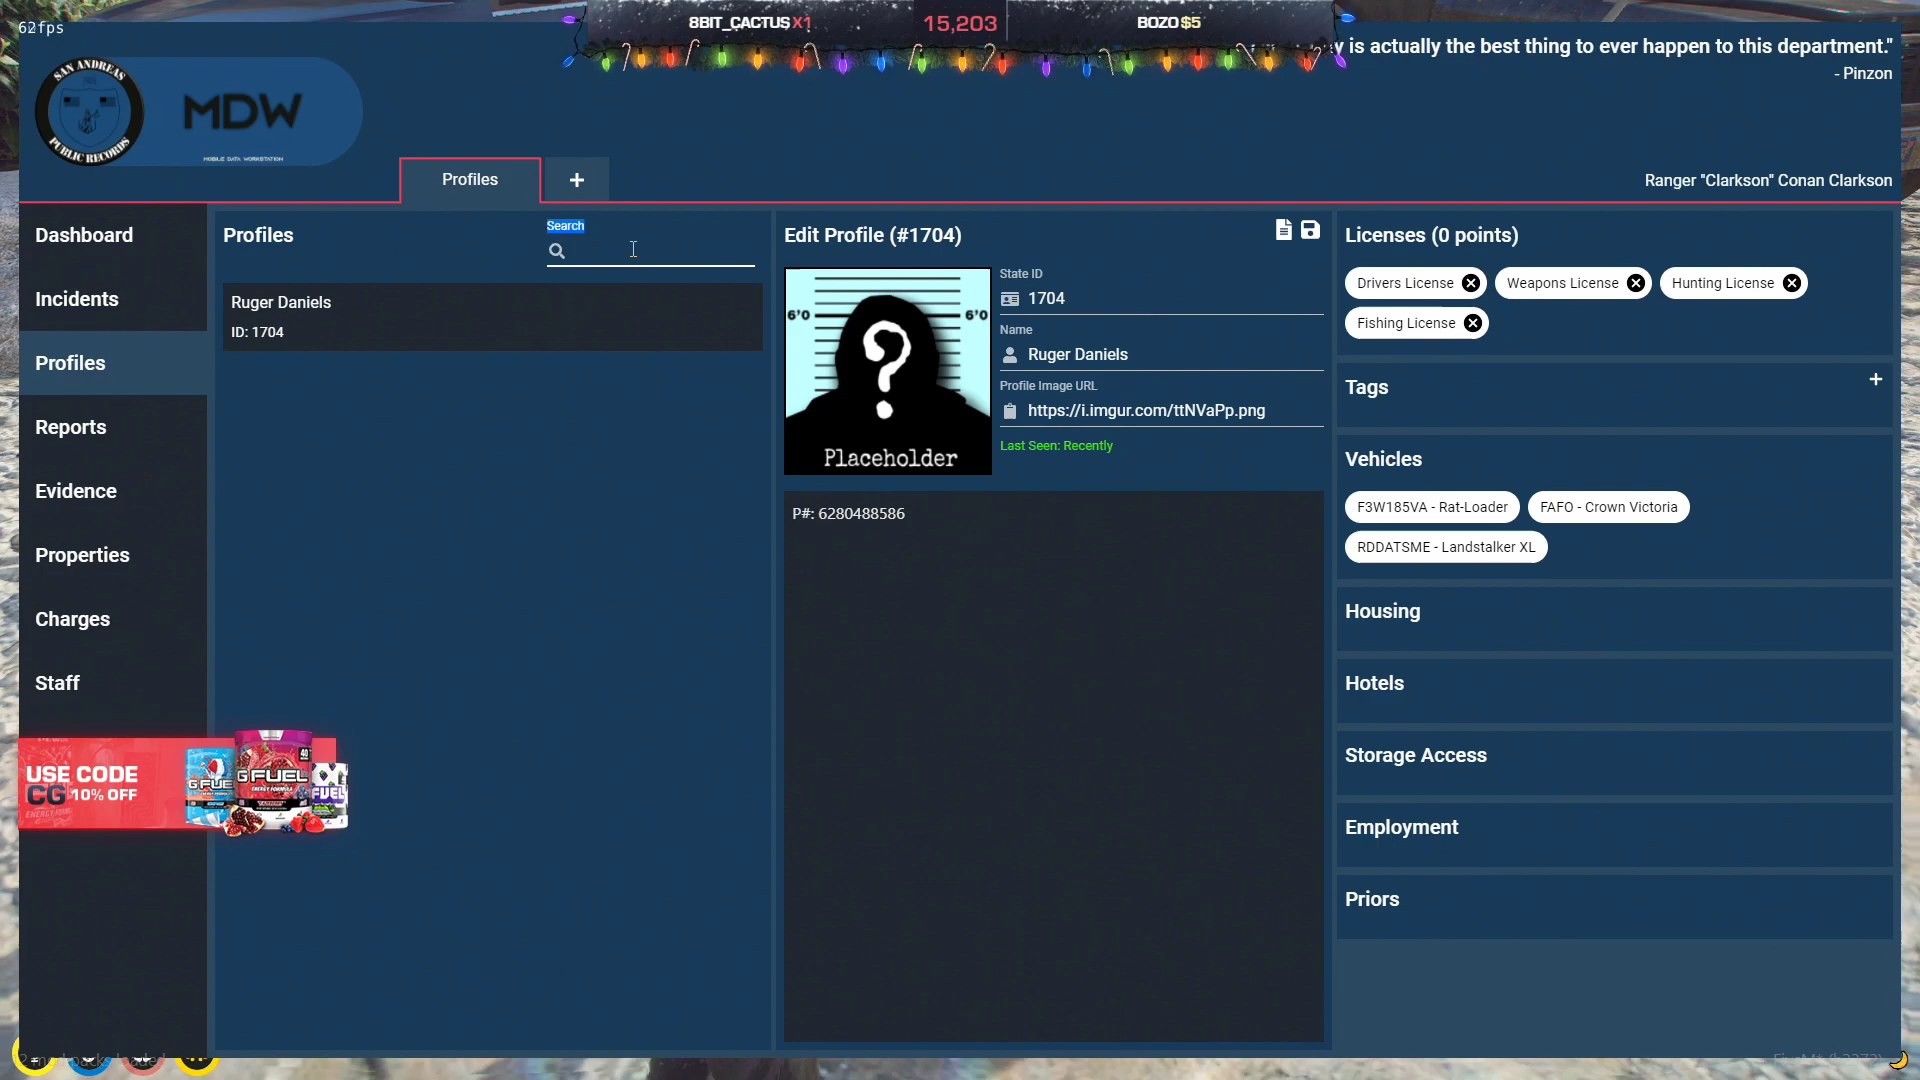 62fps
8BIT_CACTUS X1
15,203
BOZO $5
y is actually the best thing to ever happen to this department."
- Pinzon
SAN ANDREAS
PUBLIC RECORDS
MDW
MOBILE DATA WORKSTATION
Profiles
+
Ranger "Clarkson" Conan Clarkson
Dashboard
Incidents
Profiles
Reports
Evidence
Properties
Charges
Staff
Profiles
Search
Ruger Daniels
ID: 1704
Edit Profile (#1704)
6'0
6'0
?
Placeholder
State ID
1704
Name
Ruger Daniels
Profile Image URL
https://i.imgur.com/ttNVaPp.png
Last Seen: Recently
P#: 6280488586
Licenses (0 points)
Drivers License
Weapons License
Hunting License
Fishing License
Tags
+
Vehicles
F3W185VA - Rat-Loader
FAFO - Crown Victoria
RDDATSME - Landstalker XL
Housing
Hotels
Storage Access
Employment
Priors
USE CODE
CG 10% OFF
G FUEL
G FUEL
ENERGY FORMULA
40
FUEL